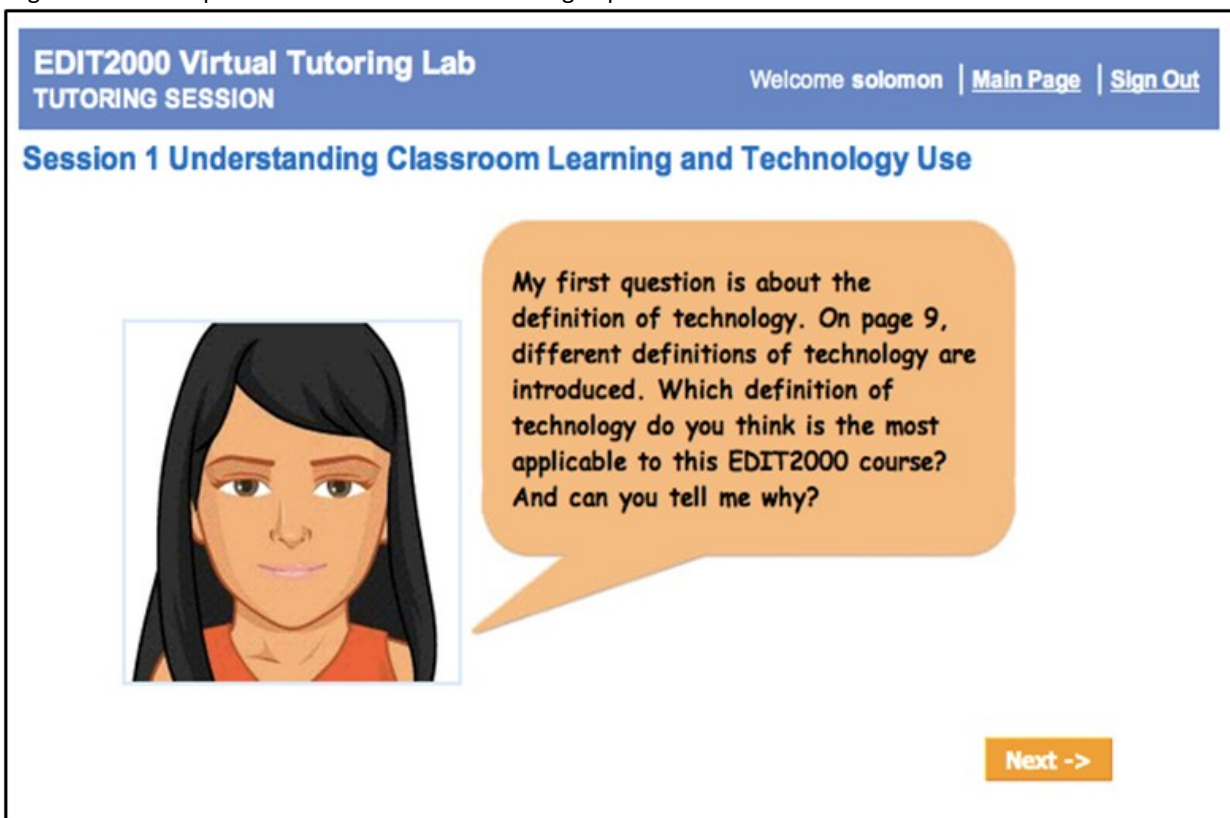 EDIT2000 Virtual Tutoring Lab
TUTORING SESSION
Welcome solomon | Main Page | Sign Out
Session 1 Understanding Classroom Learning and Technology Use
My first question is about the
definition of technology. On page 9,
different definitions of technology are
introduced. Which definition of
technology do you think is the most
applicable to this EDIT2000 course?
And can you tell me why?
Next ->